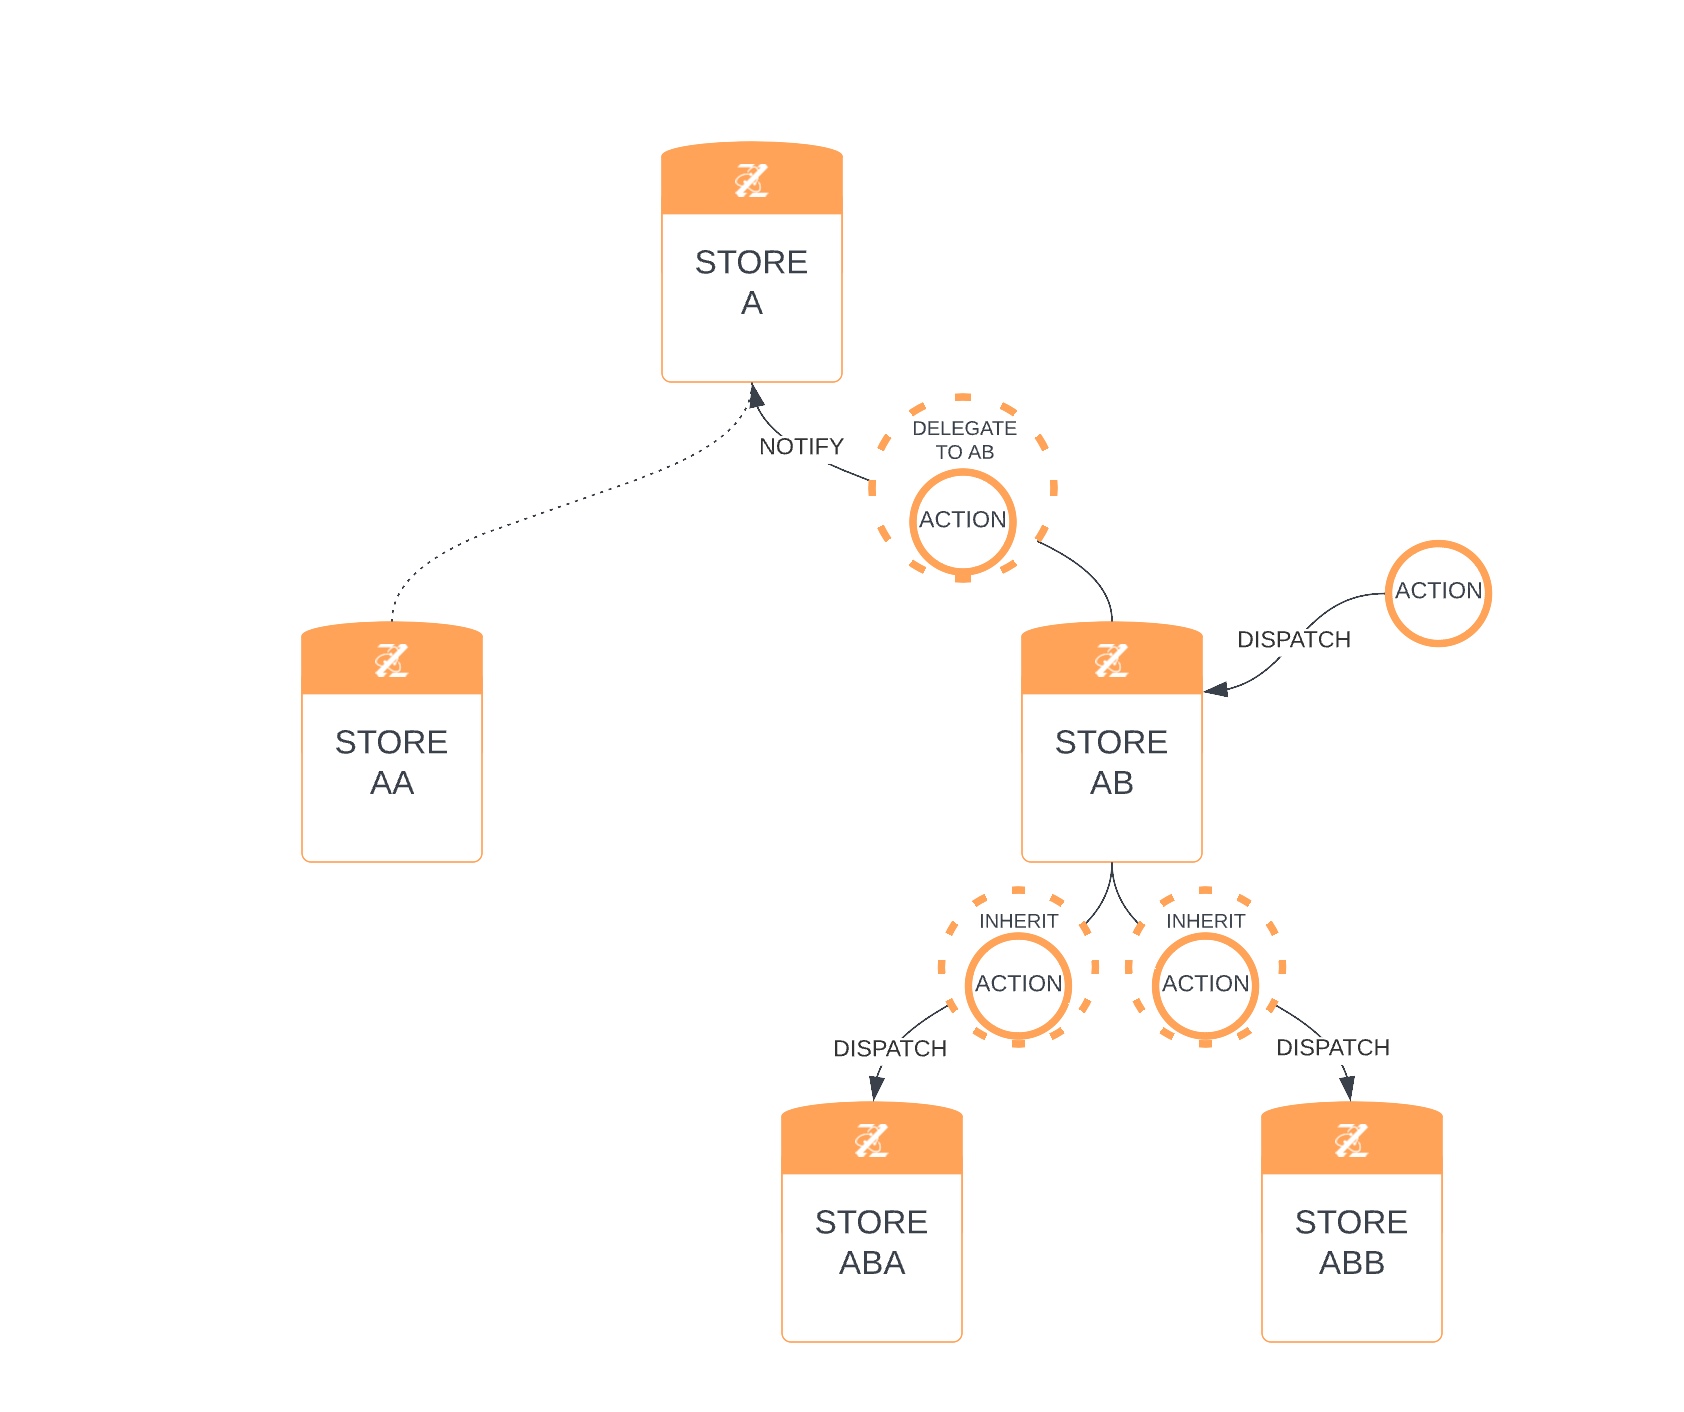 STORE
A
NOTIFY
DELEGATE
TO AB
ACTION
ACTION
DISPATCH
STORE
AA
STORE
AB
INHERIT
ACTION
INHERIT
ACTION
DISPATCH
DISPATCH
STORE
ABA
STORE
ABB